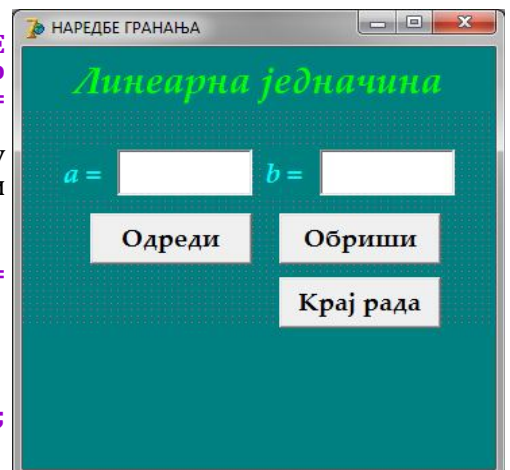 НАРЕДБЕ ГРАНАЊА
Линеарна једначина
a = b =
Одреди Обриши
Крај рада